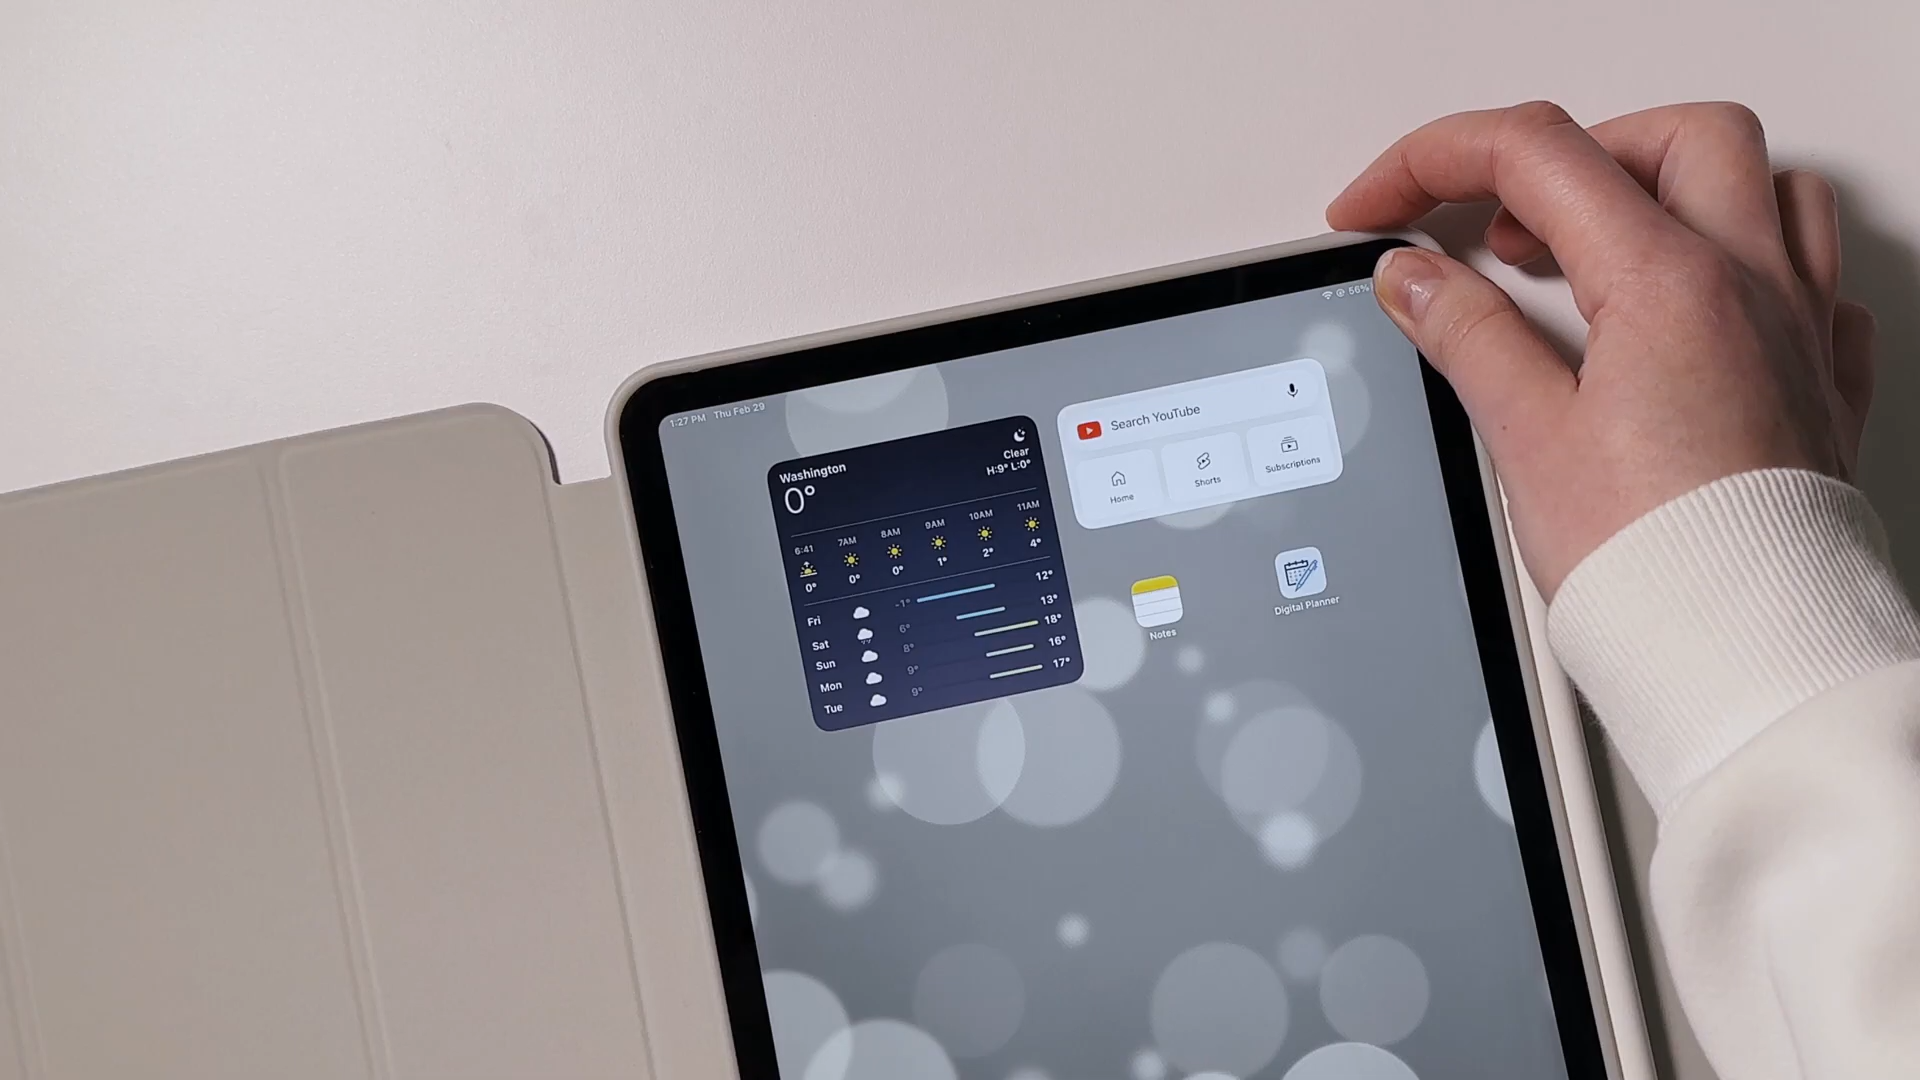 1:27 PM Thu Feb 29
56%
Washington
0°
Clear
H:9° L:0°
6:41 7AM 8AM 9AM 10AM 11AM
0° 0° 0° 1° 2° 4°
Fri -1° 12°
Sat 6° 13°
Sun 8° 18°
Mon 9° 16°
Tue 9° 17°
Search YouTube
Home Shorts Subscriptions
Notes
Digital Planner